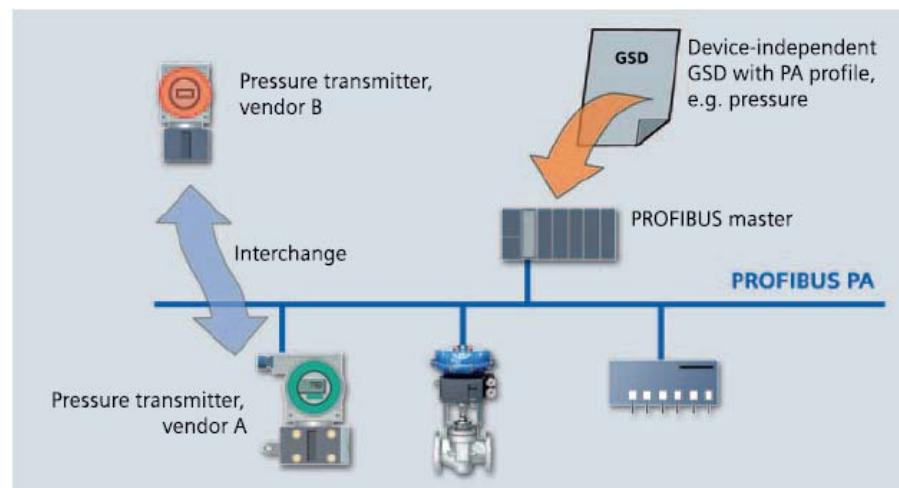 Pressure transmitter,
vendor B
GSD
Device-independent
GSD with PA profile,
e.g. pressure
PROFIBUS master
Interchange
PROFIBUS PA
Pressure transmitter,
vendor A